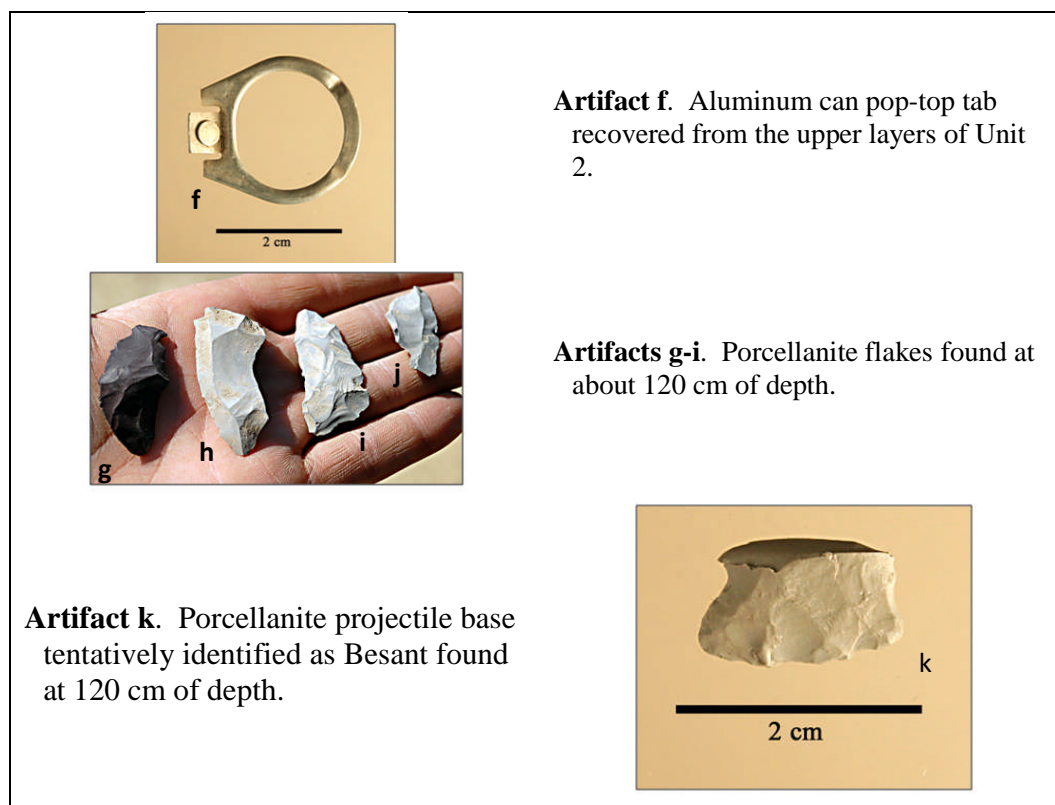 f
2 cm
Artifact f.  Aluminum can pop-top tab
recovered from the upper layers of Unit
2.
g
h
i
j
Artifacts g-i.  Porcellanite flakes found at
about 120 cm of depth.
Artifact k.  Porcellanite projectile base
tentatively identified as Besant found
at 120 cm of depth.
k
2 cm